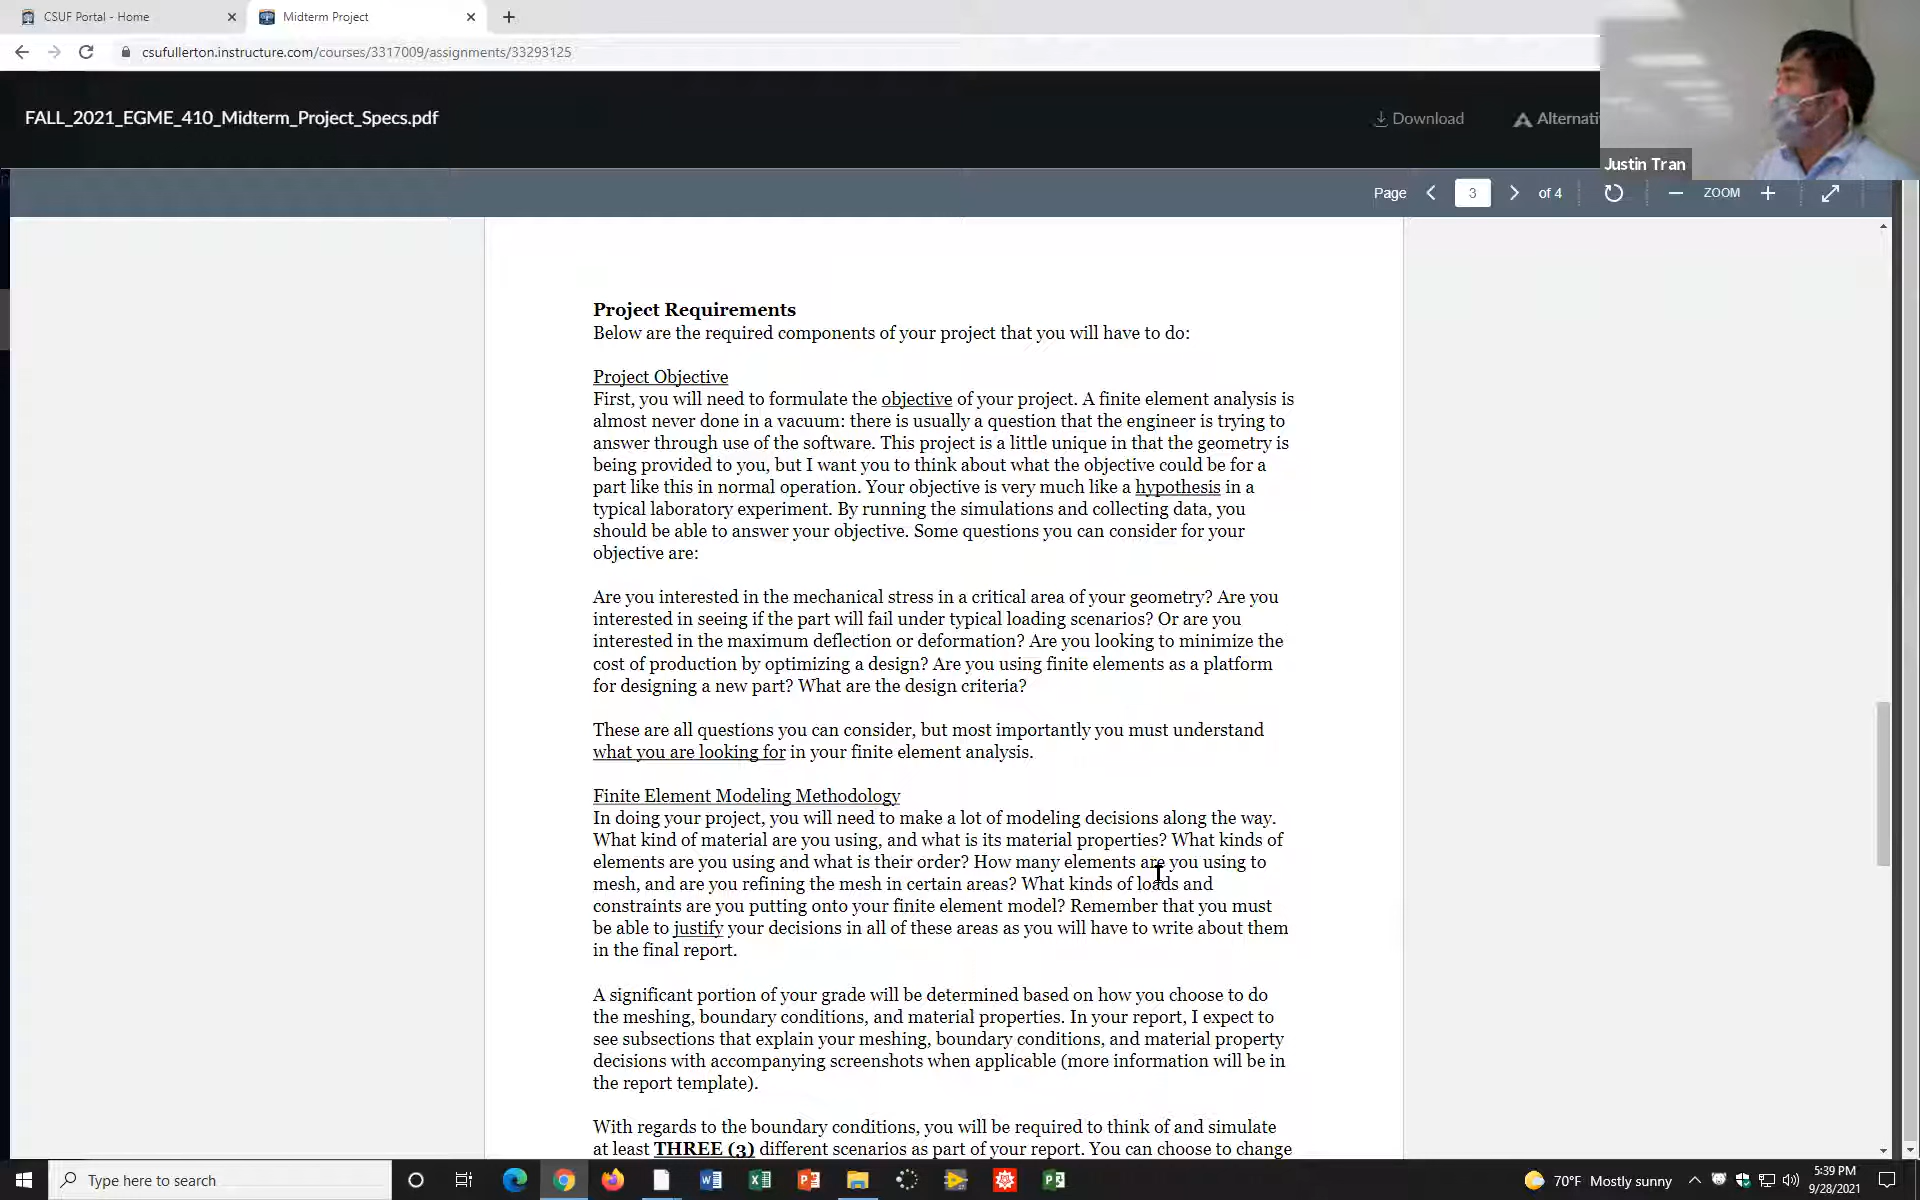 CSUF Portal - Home
Midterm Project
csufullerton.instructure.com/courses/3317009/assignments/33293125
FALL_2021_EGME_410_Midterm_Project_Specs.pdf
Download
Alternati
Justin Tran
Page 3 of 4
ZOOM
Project Requirements
Below are the required components of your project that you will have to do:
Project Objective
First, you will need to formulate the objective of your project. A finite element analysis is
almost never done in a vacuum: there is usually a question that the engineer is trying to
answer through use of the software. This project is a little unique in that the geometry is
being provided to you, but I want you to think about what the objective could be for a
part like this in normal operation. Your objective is very much like a hypothesis in a
typical laboratory experiment. By running the simulations and collecting data, you
should be able to answer your objective. Some questions you can consider for your
objective are:
Are you interested in the mechanical stress in a critical area of your geometry? Are you
interested in seeing if the part will fail under typical loading scenarios? Or are you
interested in the maximum deflection or deformation? Are you looking to minimize the
cost of production by optimizing a design? Are you using finite elements as a platform
for designing a new part? What are the design criteria?
These are all questions you can consider, but most importantly you must understand
what you are looking for in your finite element analysis.
Finite Element Modeling Methodology
In doing your project, you will need to make a lot of modeling decisions along the way.
What kind of material are you using, and what is its material properties? What kinds of
elements are you using and what is their order? How many elements are you using to
mesh, and are you refining the mesh in certain areas? What kinds of loads and
constraints are you putting onto your finite element model? Remember that you must
be able to justify your decisions in all of these areas as you will have to write about them
in the final report.
A significant portion of your grade will be determined based on how you choose to do
the meshing, boundary conditions, and material properties. In your report, I expect to
see subsections that explain your meshing, boundary conditions, and material property
decisions with accompanying screenshots when applicable (more information will be in
the report template).
With regards to the boundary conditions, you will be required to think of and simulate
at least THREE (3) different scenarios as part of your report. You can choose to change
Type here to search
70°F Mostly sunny
5:39 PM
9/28/2021